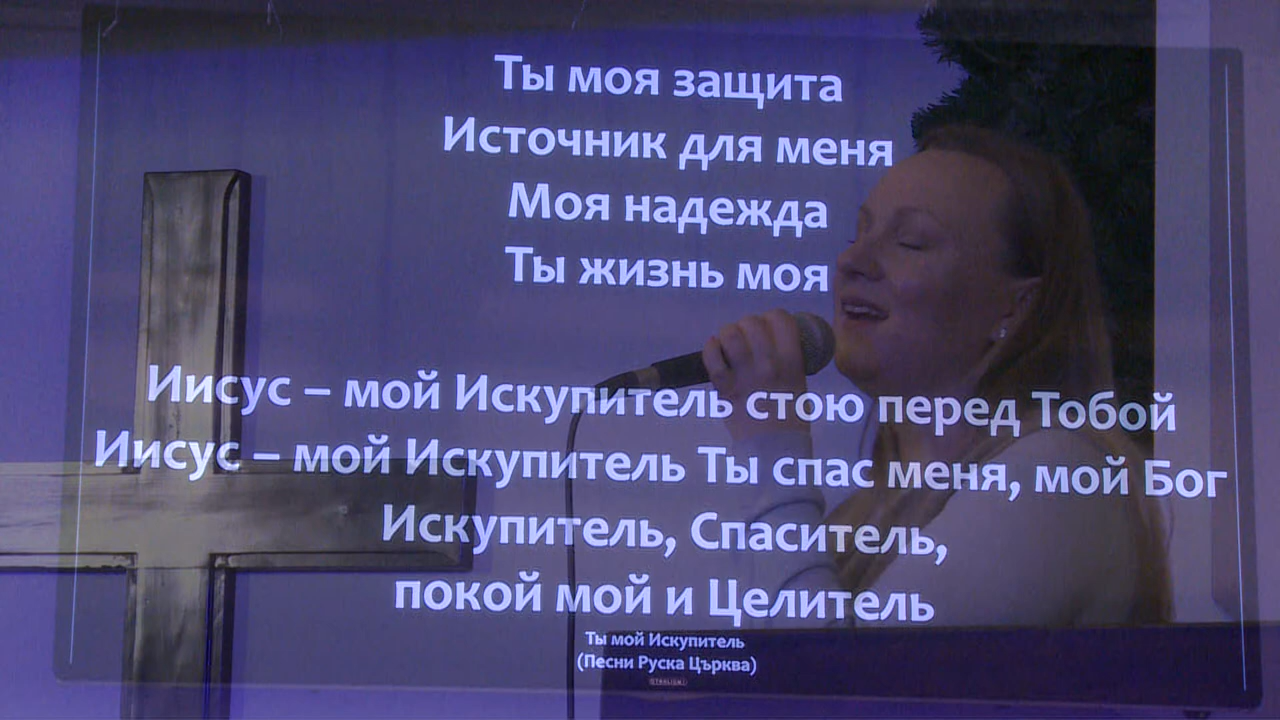 Ты моя защита
Источник для меня
Моя надежда
Ты жизнь моя
Иисус – мой Искупитель стою перед Тобой
Иисус – мой Искупитель Ты спас меня, мой Бог
Искупитель, Спаситель,
покой мой и Целитель
Ты мой Искупитель
(Песни Руска Църква)